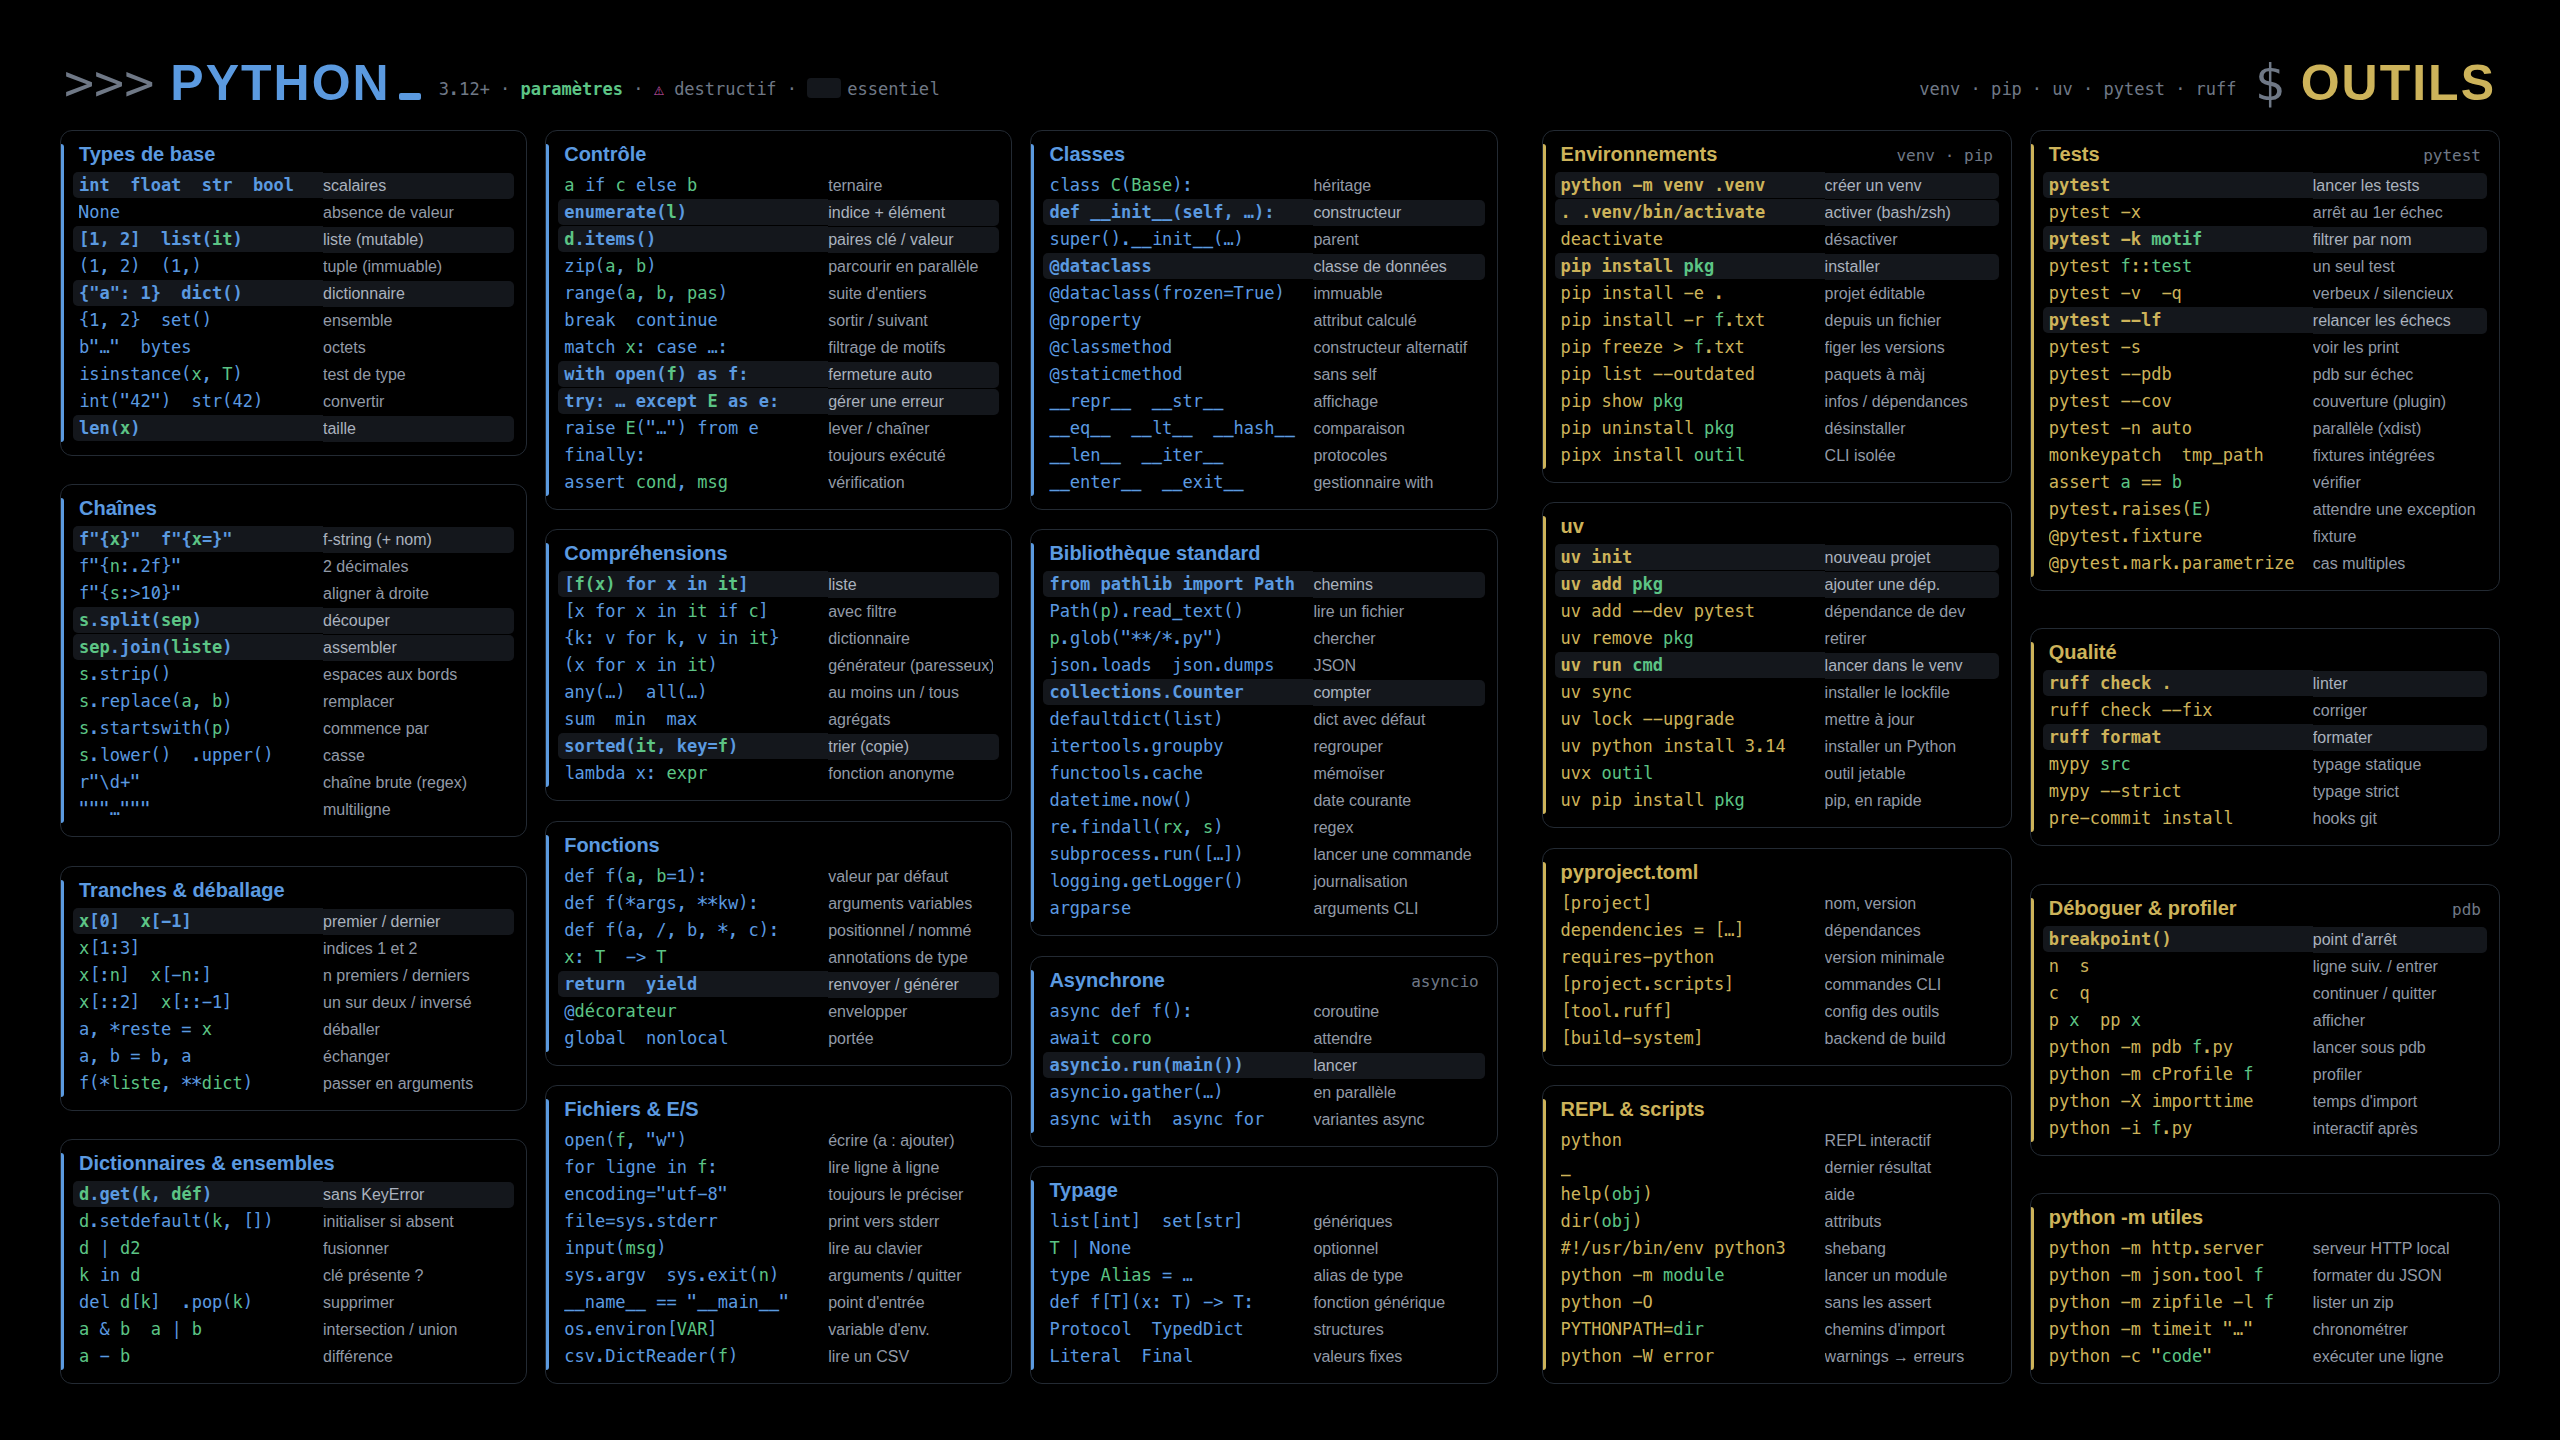 >>> PYTHON_ 3.12+ · paramètres · ⚠ destructif · essentiel
venv · pip · uv · pytest · ruff $ OUTILS
Types de base
int  float  str  bool scalaires
None absence de valeur
[1, 2]  list(it) liste (mutable)
(1, 2)  (1,) tuple (immuable)
{"a": 1}  dict() dictionnaire
{1, 2}  set() ensemble
b"…"  bytes octets
isinstance(x, T) test de type
int("42")  str(42) convertir
len(x) taille
Chaînes
f"{x}"  f"{x=}" f-string (+ nom)
f"{n:.2f}" 2 décimales
f"{s:>10}" aligner à droite
s.split(sep) découper
sep.join(liste) assembler
s.strip() espaces aux bords
s.replace(a, b) remplacer
s.startswith(p) commence par
s.lower()  .upper() casse
r"\d+" chaîne brute (regex)
"""…""" multiligne
Tranches & déballage
x[0]  x[-1] premier / dernier
x[1:3] indices 1 et 2
x[:n]  x[-n:] n premiers / derniers
x[::2]  x[::-1] un sur deux / inversé
a, *reste = x déballer
a, b = b, a échanger
f(*liste, **dict) passer en arguments
Dictionnaires & ensembles
d.get(k, déf) sans KeyError
d.setdefault(k, []) initialiser si absent
d | d2 fusionner
k in d clé présente ?
del d[k]  .pop(k) supprimer
a & b  a | b intersection / union
a - b différence
Contrôle
a if c else b ternaire
enumerate(l) indice + élément
d.items() paires clé / valeur
zip(a, b) parcourir en parallèle
range(a, b, pas) suite d'entiers
break  continue sortir / suivant
match x: case …: filtrage de motifs
with open(f) as f: fermeture auto
try: … except E as e: gérer une erreur
raise E("…") from e lever / chaîner
finally: toujours exécuté
assert cond, msg vérification
Compréhensions
[f(x) for x in it] liste
[x for x in it if c] avec filtre
{k: v for k, v in it} dictionnaire
(x for x in it) générateur (paresseux)
any(…)  all(…) au moins un / tous
sum  min  max agrégats
sorted(it, key=f) trier (copie)
lambda x: expr fonction anonyme
Fonctions
def f(a, b=1): valeur par défaut
def f(*args, **kw): arguments variables
def f(a, /, b, *, c): positionnel / nommé
x: T  -> T annotations de type
return  yield renvoyer / générer
@décorateur envelopper
global  nonlocal portée
Fichiers & E/S
open(f, "w") écrire (a : ajouter)
for ligne in f: lire ligne à ligne
encoding="utf-8" toujours le préciser
file=sys.stderr print vers stderr
input(msg) lire au clavier
sys.argv  sys.exit(n) arguments / quitter
__name__ == "__main__" point d'entrée
os.environ[VAR] variable d'env.
csv.DictReader(f) lire un CSV
Classes
class C(Base): héritage
def __init__(self, …): constructeur
super().__init__(…) parent
@dataclass classe de données
@dataclass(frozen=True) immuable
@property attribut calculé
@classmethod constructeur alternatif
@staticmethod sans self
__repr__  __str__ affichage
__eq__  __lt__  __hash__ comparaison
__len__  __iter__ protocoles
__enter__  __exit__ gestionnaire with
Bibliothèque standard
from pathlib import Path chemins
Path(p).read_text() lire un fichier
p.glob("**/*.py") chercher
json.loads  json.dumps JSON
collections.Counter compter
defaultdict(list) dict avec défaut
itertools.groupby regrouper
functools.cache mémoïser
datetime.now() date courante
re.findall(rx, s) regex
subprocess.run([…]) lancer une commande
logging.getLogger() journalisation
argparse arguments CLI
Asynchrone asyncio
async def f(): coroutine
await coro attendre
asyncio.run(main()) lancer
asyncio.gather(…) en parallèle
async with  async for variantes async
Typage
list[int]  set[str] génériques
T | None optionnel
type Alias = … alias de type
def f[T](x: T) -> T: fonction générique
Protocol  TypedDict structures
Literal  Final valeurs fixes
Environnements venv · pip
python -m venv .venv créer un venv
. .venv/bin/activate activer (bash/zsh)
deactivate désactiver
pip install pkg installer
pip install -e . projet éditable
pip install -r f.txt depuis un fichier
pip freeze > f.txt figer les versions
pip list --outdated paquets à màj
pip show pkg infos / dépendances
pip uninstall pkg désinstaller
pipx install outil CLI isolée
uv
uv init nouveau projet
uv add pkg ajouter une dép.
uv add --dev pytest dépendance de dev
uv remove pkg retirer
uv run cmd lancer dans le venv
uv sync installer le lockfile
uv lock --upgrade mettre à jour
uv python install 3.14 installer un Python
uvx outil outil jetable
uv pip install pkg pip, en rapide
pyproject.toml
[project] nom, version
dependencies = […] dépendances
requires-python version minimale
[project.scripts] commandes CLI
[tool.ruff] config des outils
[build-system] backend de build
REPL & scripts
python REPL interactif
_ dernier résultat
help(obj) aide
dir(obj) attributs
#!/usr/bin/env python3 shebang
python -m module lancer un module
python -O sans les assert
PYTHONPATH=dir chemins d'import
python -W error warnings → erreurs
Tests pytest
pytest lancer les tests
pytest -x arrêt au 1er échec
pytest -k motif filtrer par nom
pytest f::test un seul test
pytest -v  -q verbeux / silencieux
pytest --lf relancer les échecs
pytest -s voir les print
pytest --pdb pdb sur échec
pytest --cov couverture (plugin)
pytest -n auto parallèle (xdist)
monkeypatch  tmp_path fixtures intégrées
assert a == b vérifier
pytest.raises(E) attendre une exception
@pytest.fixture fixture
@pytest.mark.parametrize cas multiples
Qualité
ruff check . linter
ruff check --fix corriger
ruff format formater
mypy src typage statique
mypy --strict typage strict
pre-commit install hooks git
Déboguer & profiler pdb
breakpoint() point d'arrêt
n  s ligne suiv. / entrer
c  q continuer / quitter
p x  pp x afficher
python -m pdb f.py lancer sous pdb
python -m cProfile f profiler
python -X importtime temps d'import
python -i f.py interactif après
python -m utiles
python -m http.server serveur HTTP local
python -m json.tool f formater du JSON
python -m zipfile -l f lister un zip
python -m timeit "…" chronométrer
python -c "code" exécuter une ligne